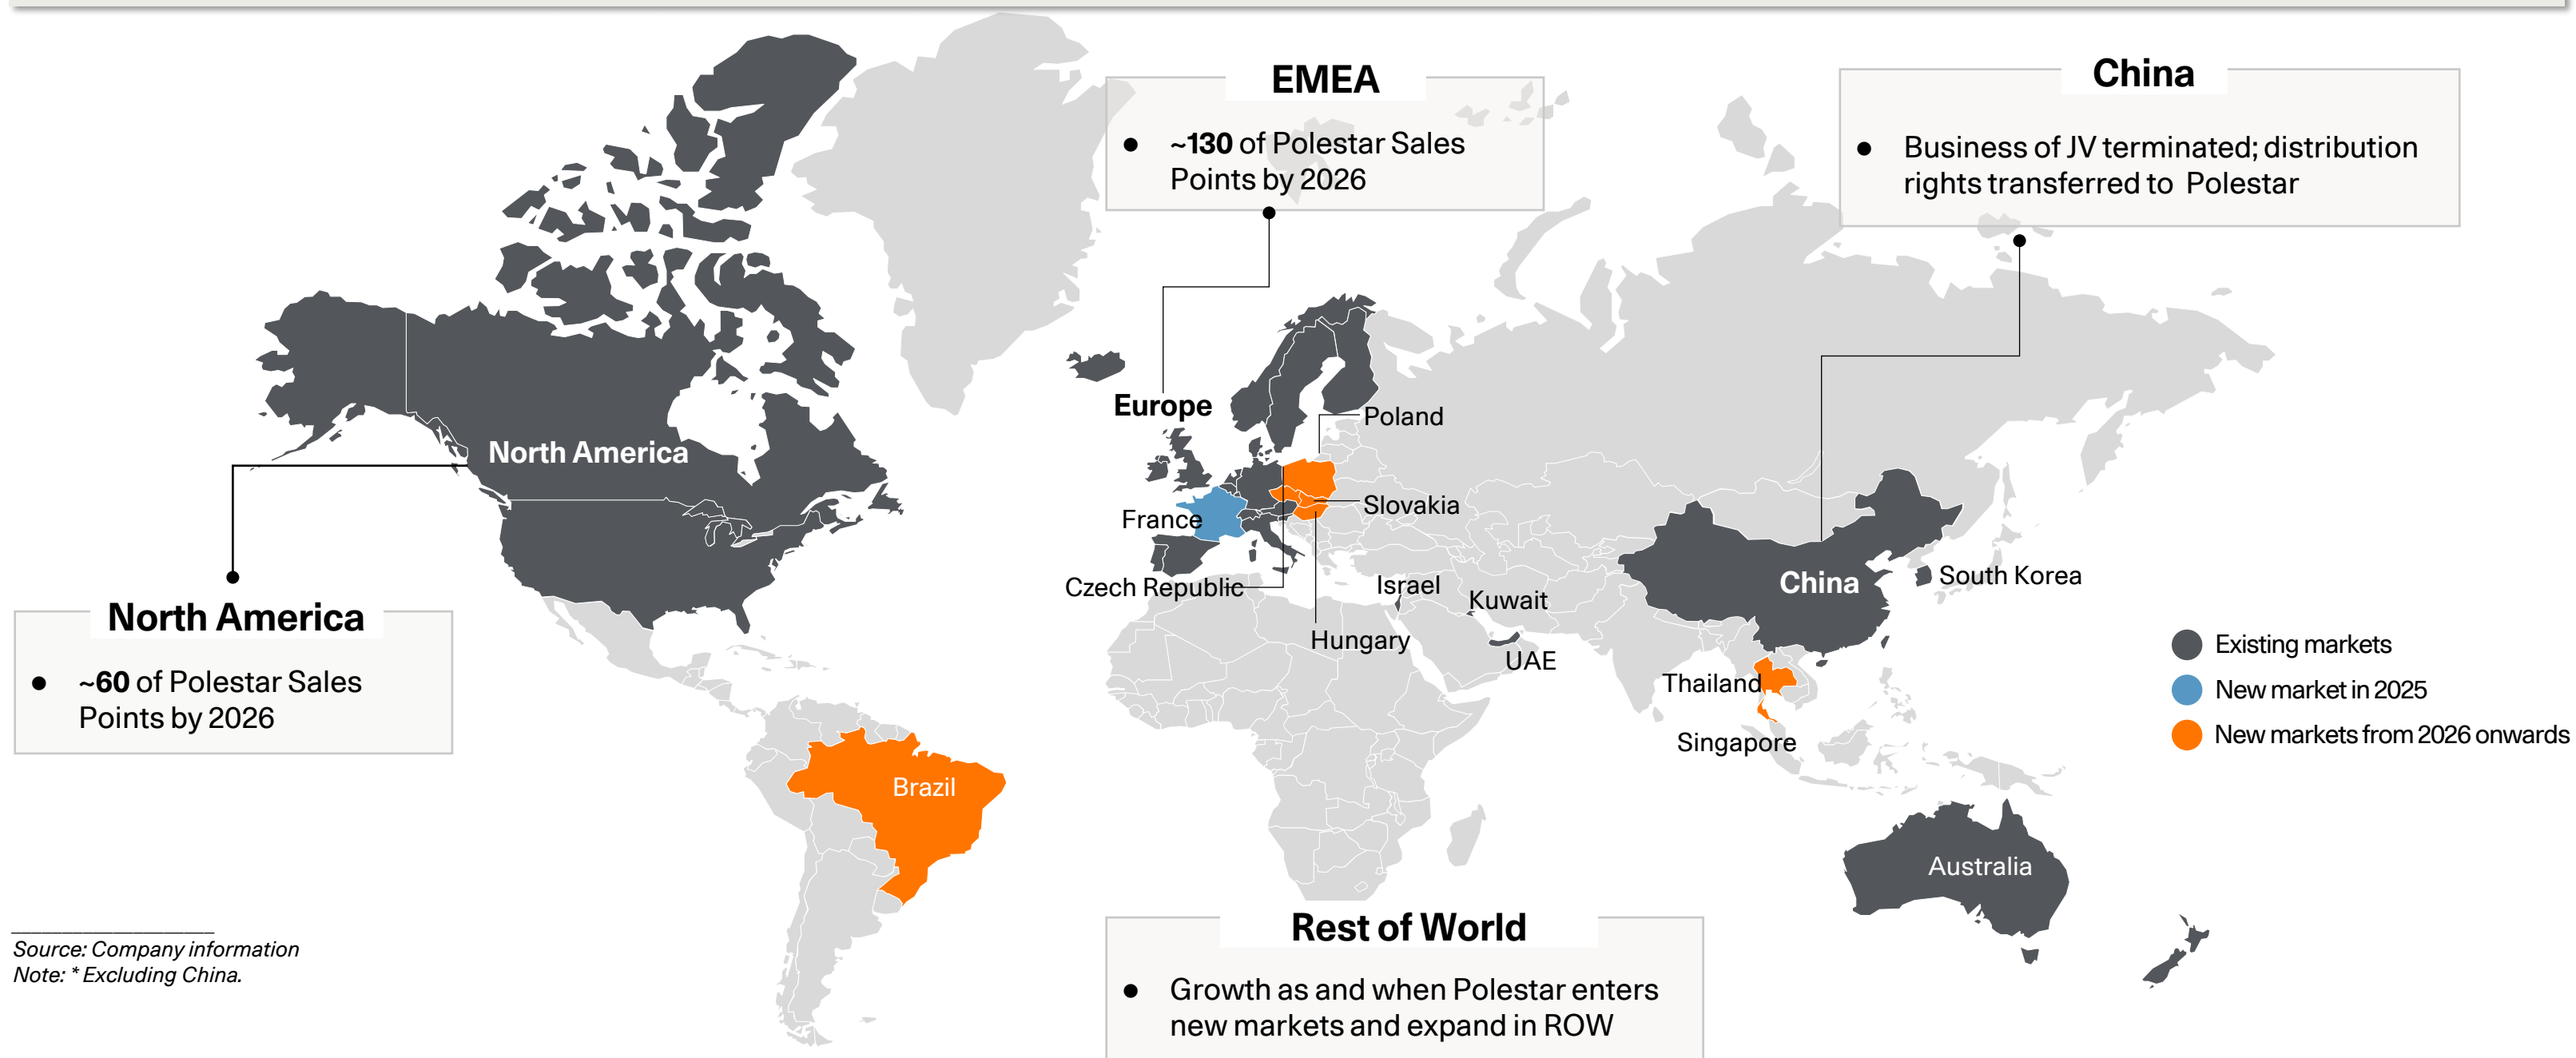 EMEA
● ~130 of Polestar Sales
Points by 2026
China
● Business of JV terminated; distribution
rights transferred to Polestar
North America
Europe
Poland
France
Slovakia
Czech Republic
Hungary
Israel
Kuwait
UAE
China
South Korea
Thailand
Singapore
Brazil
Australia
North America
● ~60 of Polestar Sales
Points by 2026
Existing markets
New market in 2025
New markets from 2026 onwards
Rest of World
● Growth as and when Polestar enters
new markets and expand in ROW
Source: Company information
Note: * Excluding China.